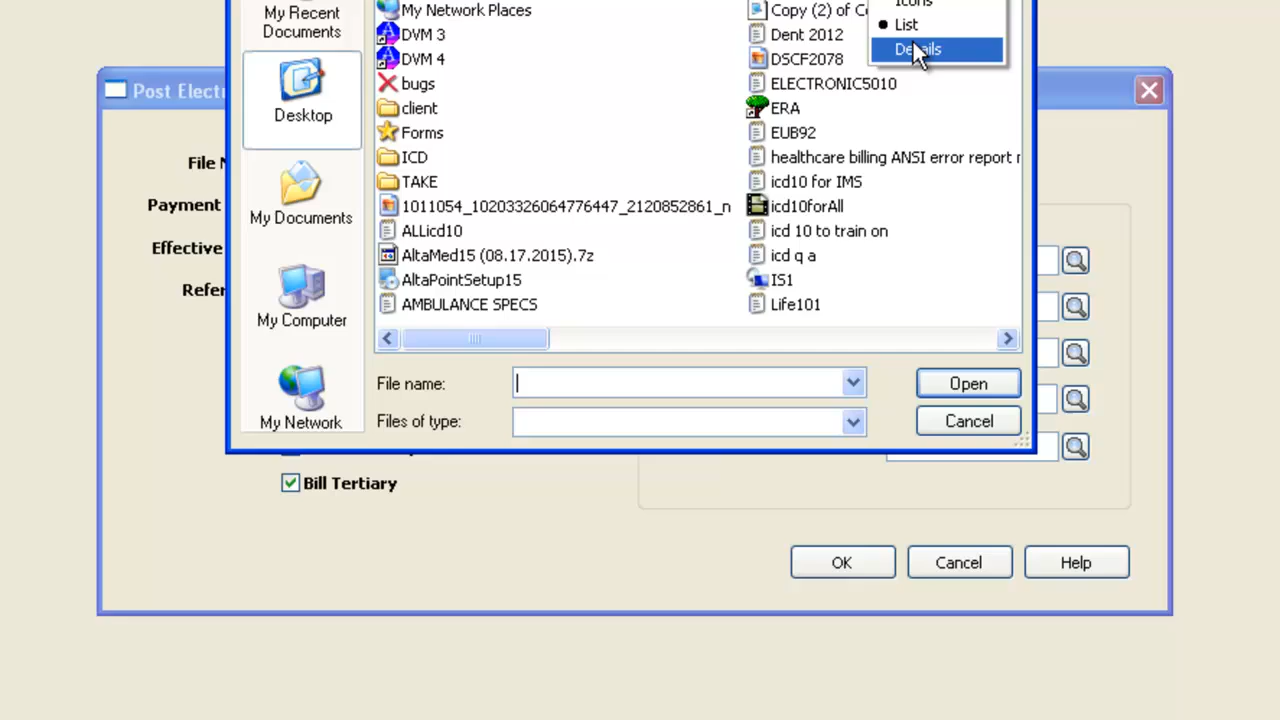 My Recent
Documents
Desktop
My Documents
My Computer
My Network
My Network Places
DVM 3
DVM 4
bugs
client
Forms
ICD
TAKE
1011054_10203326064776447_2120852861_n
ALLicd10
AltaMed15 (08.17.2015).7z
AltaPointSetup15
AMBULANCE SPECS
Copy (2) of
Dent 2012
DSCF2078
ELECTRONIC5010
ERA
EUB92
healthcare billing ANSI error report
icd10 for IMS
icd10forAll
icd 10 to train on
icd q a
IS1
Life101
Icons
List
Details
File name:
Files of type:
Open
Cancel
Post Electr
File N
Payment
Effective
Refer
Bill Tertiary
OK
Cancel
Help